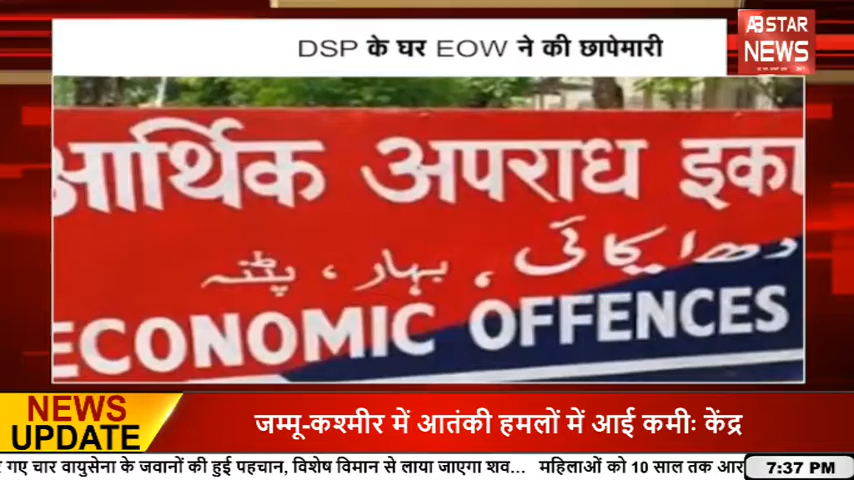 DSP के घर EOW ने की छापेमारी
AB STAR
NEWS
आर्थिक अपराध इका
ایکائی ، بہار ، پٹنہ
ECONOMIC OFFENCES
NEWS
UPDATE
जम्मू-कश्मीर में आतंकी हमलों में आई कमीः केंद्र
गए चार वायुसेना के जवानों की हुई पहचान, विशेष विमान से लाया जाएगा शव... महिलाओं को 10 साल तक आर
7:37 PM